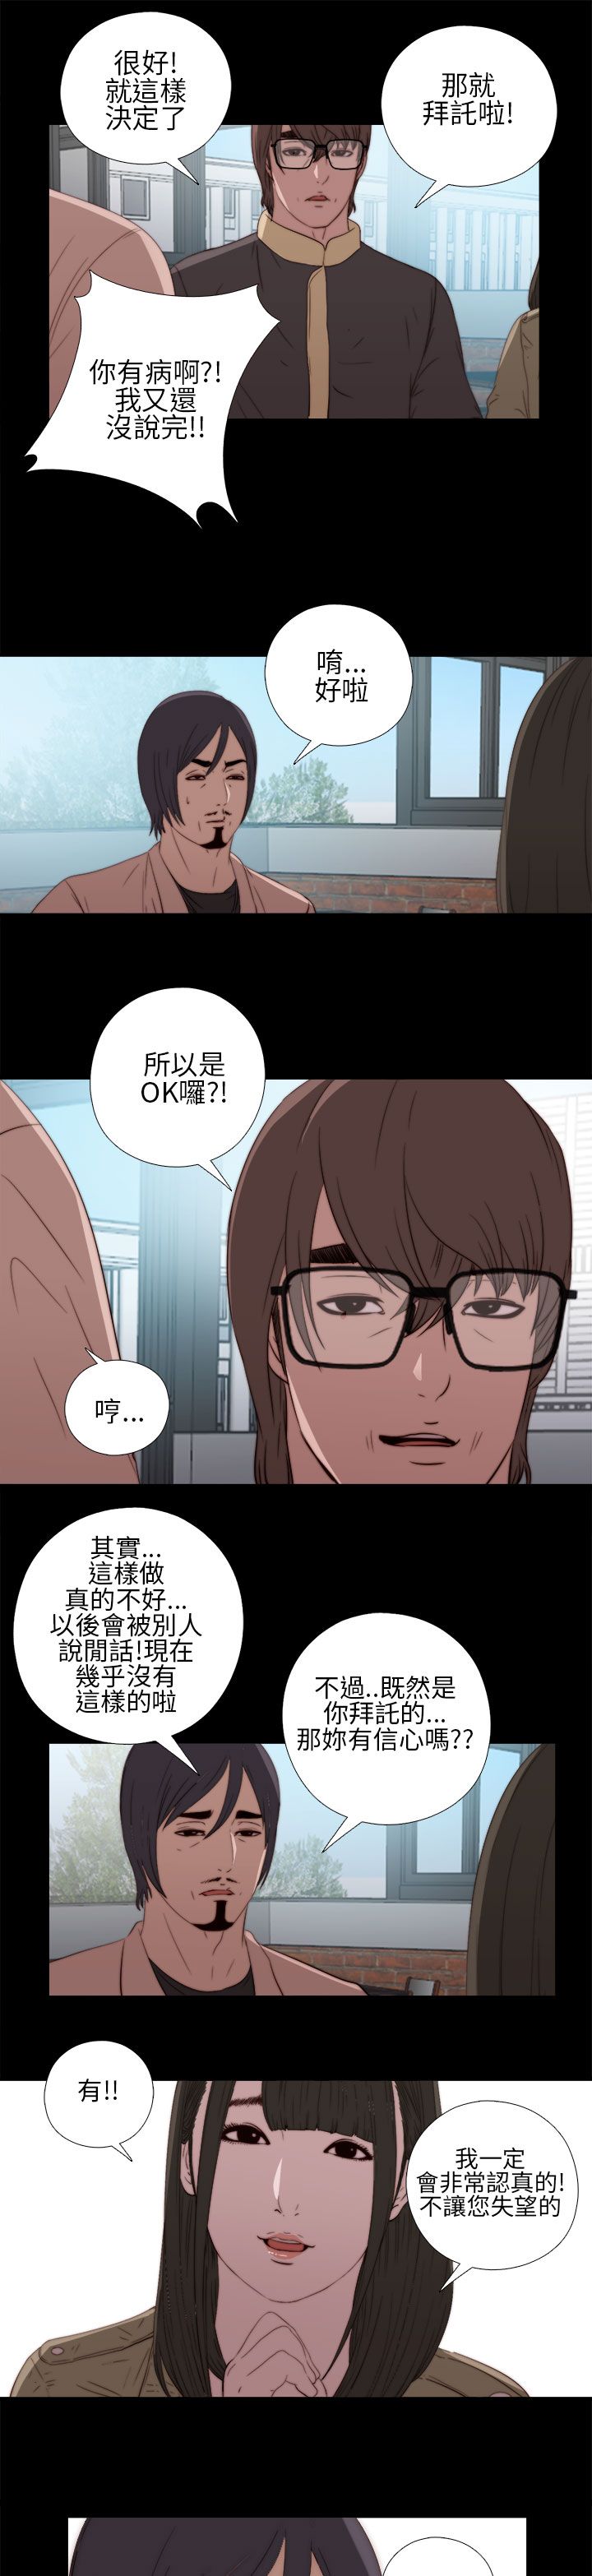 很好!
就這樣
決定了
那就
拜託啦!
你有病啊?!
我又還
沒說完!!
唷...
好啦
所以是
OK囉?!
哼...
其實...
這樣做
真的不好...
以後會被別人
說閒話!現在
幾乎沒有
這樣的啦
不過..既然是
你拜託的...
那妳有信心嗎??
有!!
我一定
會非常認真的!
不讓您失望的